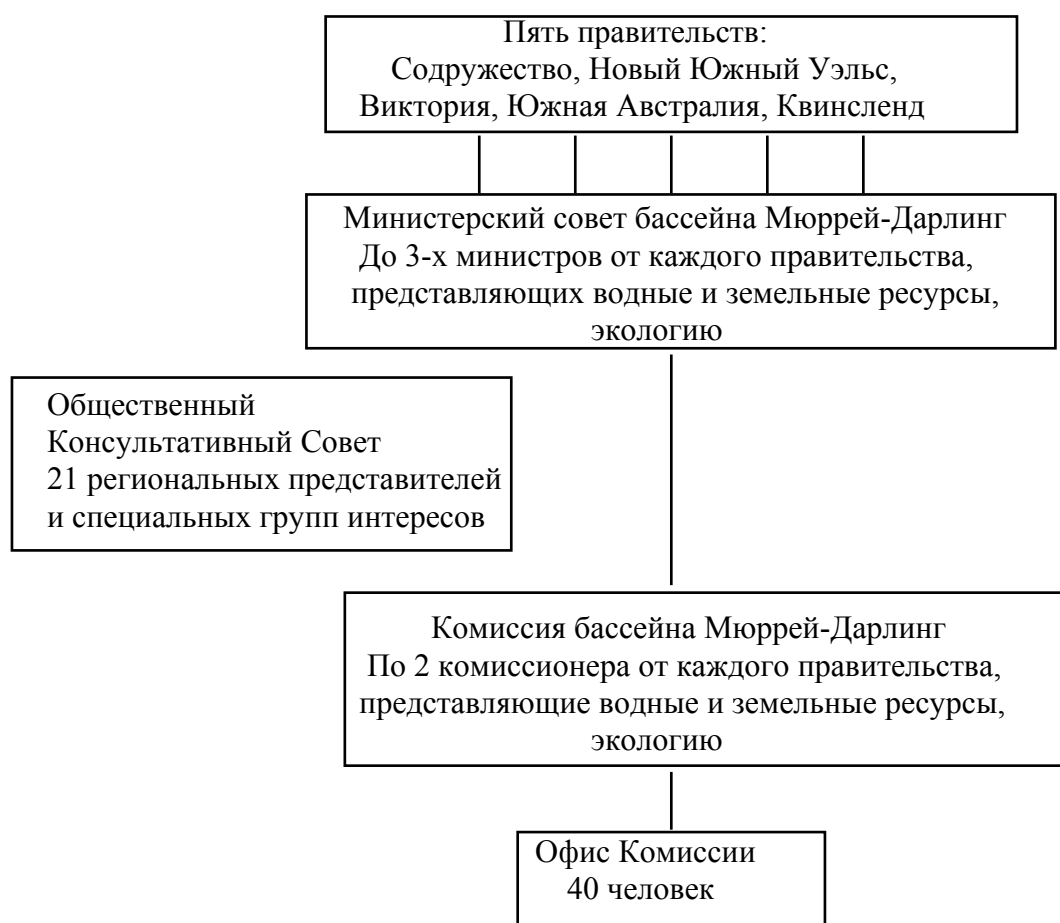 Пять правительств:
Содружество, Новый Южный Уэльс,
Виктория, Южная Австралия, Квинсленд
Министерский совет бассейна Мюррей-Дарлинг
До 3-х министров от каждого правительства,
представляющих водные и земельные ресурсы,
экологию
Общественный
Консультативный Совет
21 региональных представителей
и специальных групп интересов
Комиссия бассейна Мюррей-Дарлинг
По 2 комиссионера от каждого правительства,
представляющие водные и земельные ресурсы,
экологию
Офис Комиссии
40 человек